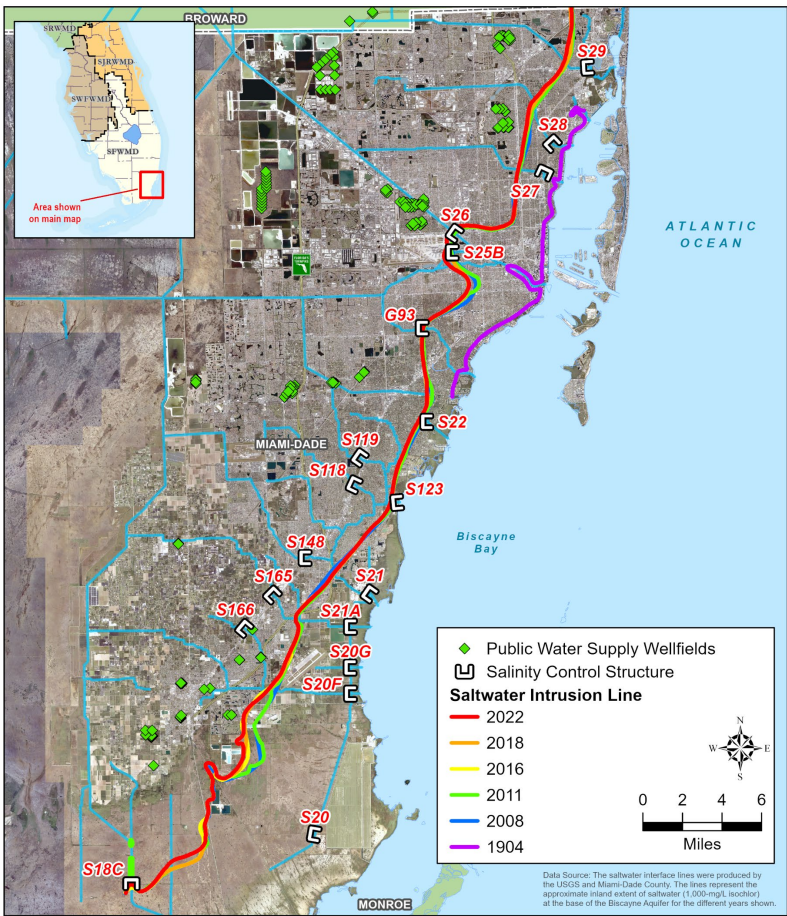 BROWARD
SRWMD
SJRWMD
SWFWMD
SFWMD
Area shown
on main map
S29
S28
S27
S26
S25B
ATLANTIC
OCEAN
G93
S22
MIAMI-DADE
S119
S118
S123
Biscayne
Bay
S148
S165
S21
S166
S21A
S20G
S20F
S20
S18C
MONROE
Public Water Supply Wellfields
Salinity Control Structure
Saltwater Intrusion Line
2022
2018
2016
2011
2008
1904
N
W E
S
0 2 4 6
Miles
Data Source: The saltwater interface lines were produced by
the USGS and Miami-Dade County. The lines represent the
approximate inland extent of saltwater (1,000-mg/L isochlor)
at the base of the Biscayne Aquifer for the different years shown.